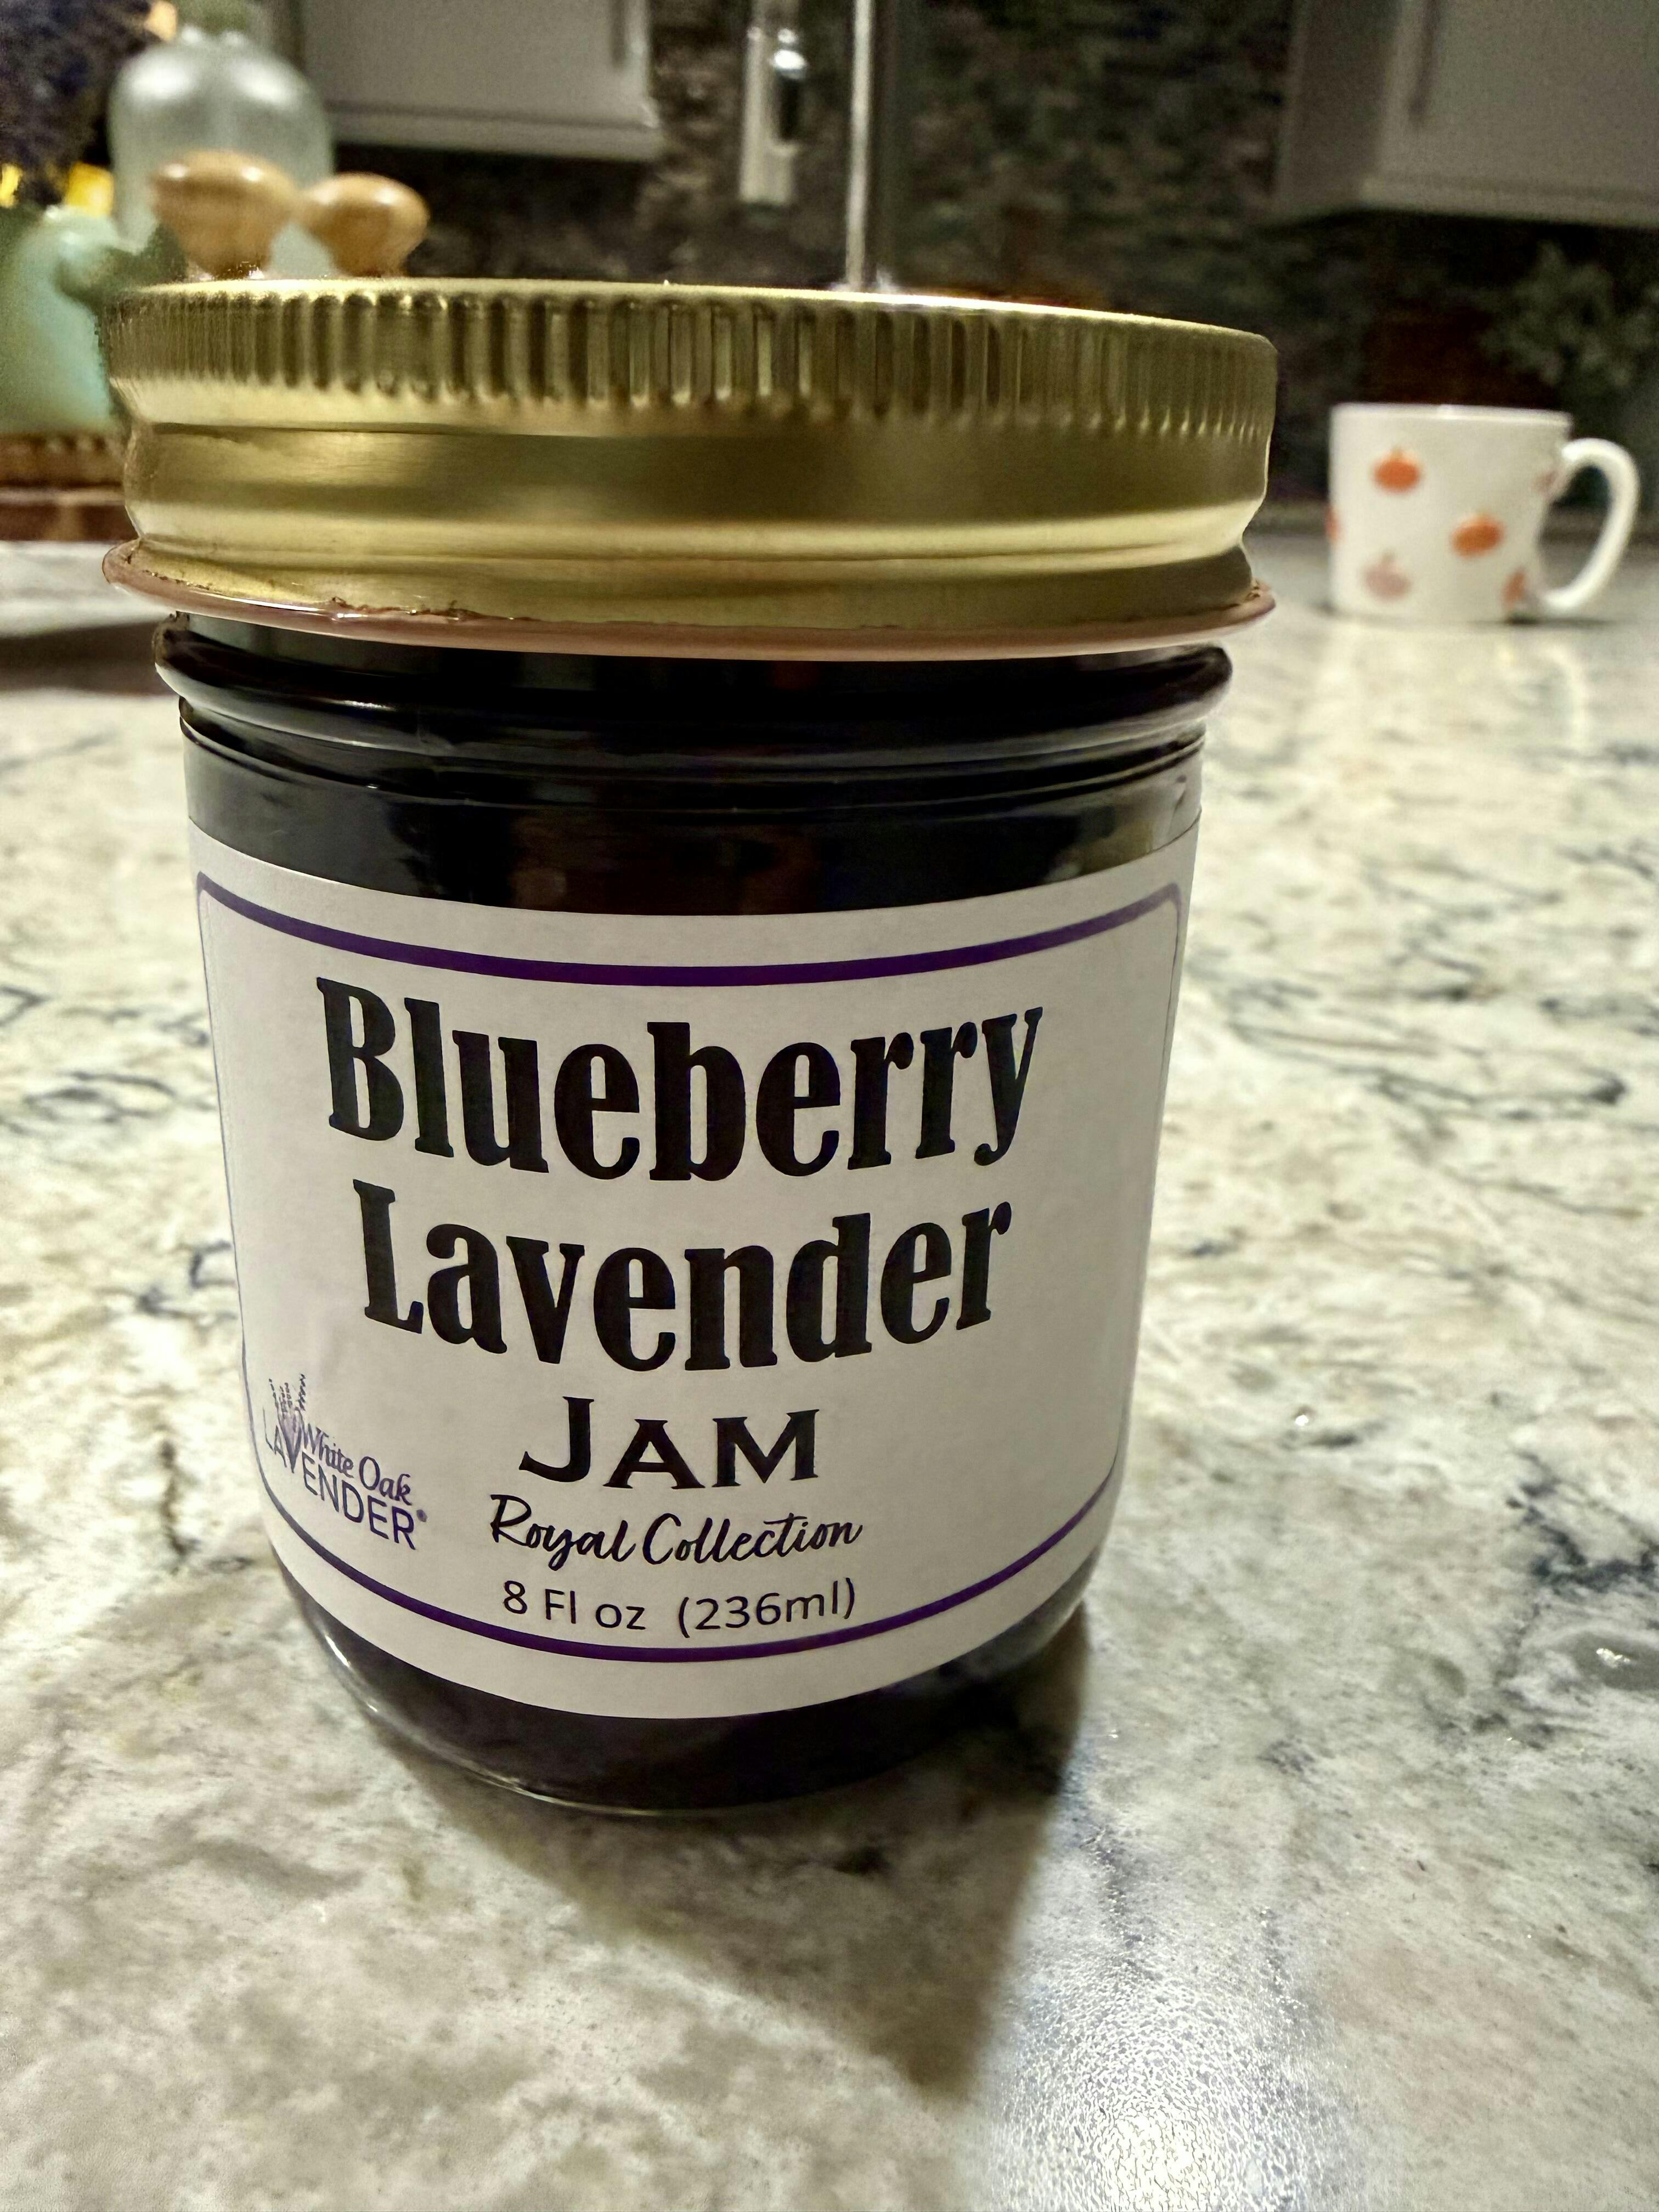 Blueberry
Lavender
JAM
White Oak
LAVENDER®
Royal Collection
8 Fl oz (236ml)